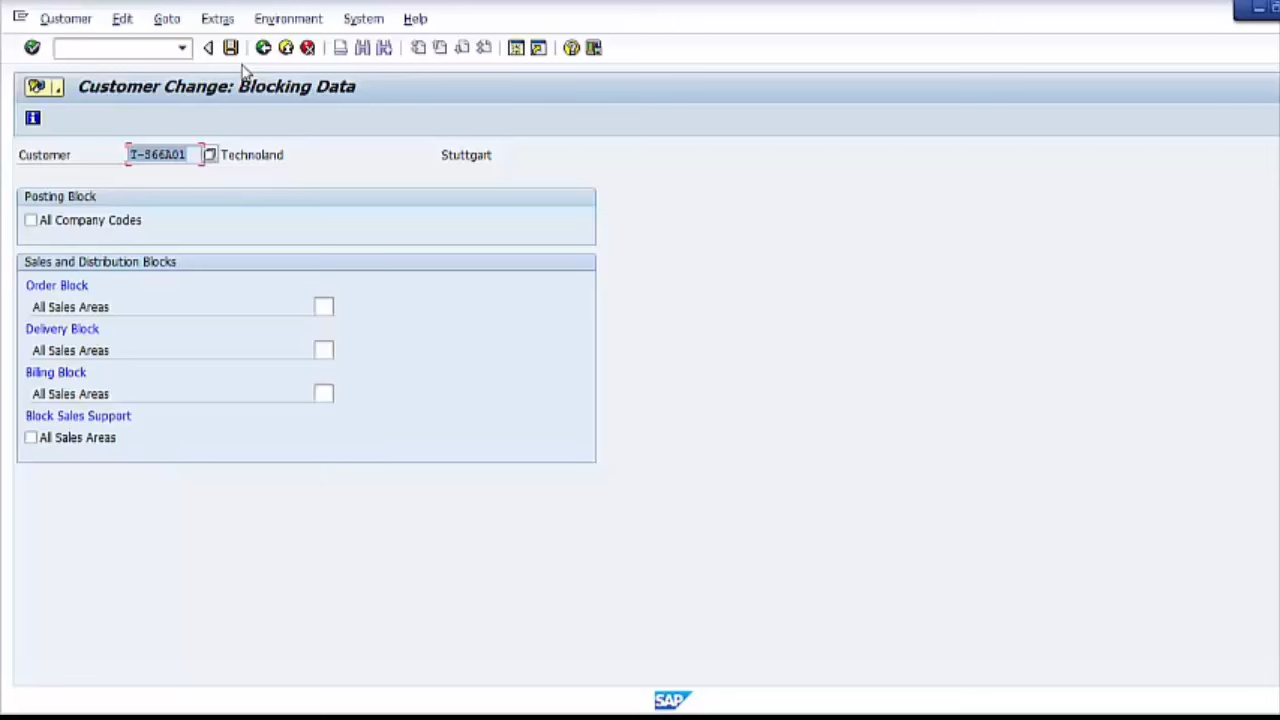 Customer Edit Goto Extras Environment System Help
Customer Change: Blocking Data
Customer T-S66A01 Technoland Stuttgart
Posting Block
All Company Codes
Sales and Distribution Blocks
Order Block
All Sales Areas
Delivery Block
All Sales Areas
Billing Block
All Sales Areas
Block Sales Support
All Sales Areas
SAP